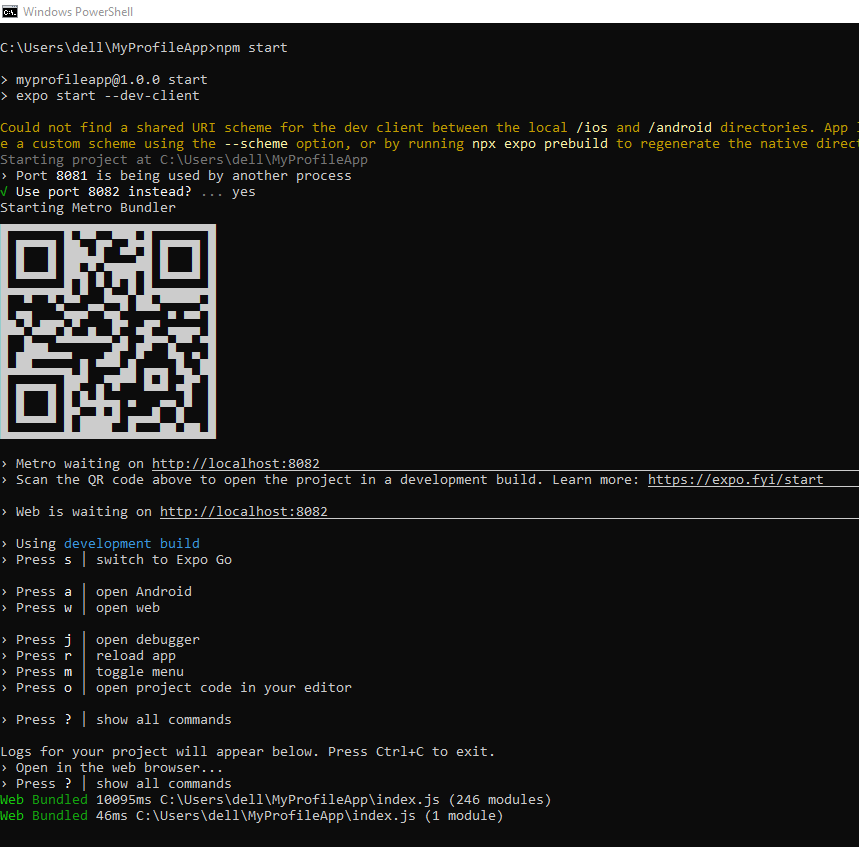 Windows PowerShell
C:\Users\dell\MyProfileApp>npm start
> myprofileapp@1.0.0 start
> expo start --dev-client
Could not find a shared URI scheme for the dev client between the local /ios and /android directories. App l
e a custom scheme using the --scheme option, or by running npx expo prebuild to regenerate the native direct
Starting project at C:\Users\dell\MyProfileApp
› Port 8081 is being used by another process
√ Use port 8082 instead? ... yes
Starting Metro Bundler
› Metro waiting on http://localhost:8082
› Scan the QR code above to open the project in a development build. Learn more: https://expo.fyi/start
› Web is waiting on http://localhost:8082
› Using development build
› Press s │ switch to Expo Go
› Press a │ open Android
› Press w │ open web
› Press j │ open debugger
› Press r │ reload app
› Press m │ toggle menu
› Press o │ open project code in your editor
› Press ? │ show all commands
Logs for your project will appear below. Press Ctrl+C to exit.
› Open in the web browser...
› Press ? │ show all commands
Web Bundled 10095ms C:\Users\dell\MyProfileApp\index.js (246 modules)
Web Bundled 46ms C:\Users\dell\MyProfileApp\index.js (1 module)